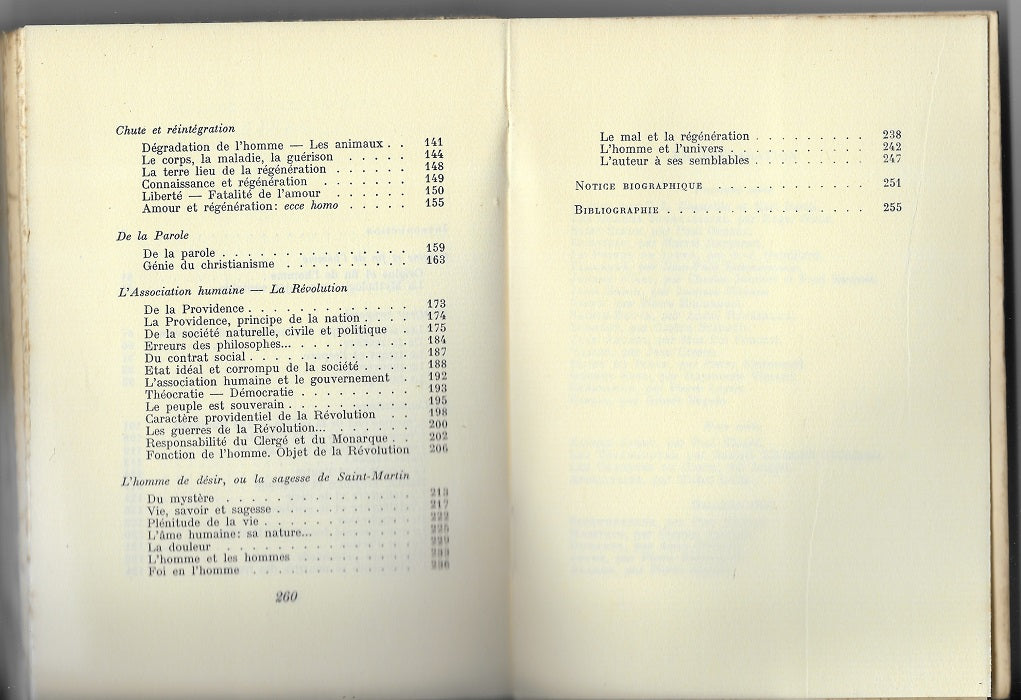 Chute et réintégration
Dégradation de l'homme — Les animaux . . 141
Le corps, la maladie, la guérison . . . . . 144
La terre lieu de la régénération . . . . . . 148
Connaissance et régénération . . . . . . 149
Liberté — Fatalité de l'amour . . . . . . 150
Amour et régénération: ecce homo . . . . . 155
De la Parole
De la parole . . . . . . . . . . . . . 159
Génie du christianisme . . . . . . . . . 163
L'Association humaine — La Révolution
De la Providence . . . . . . . . . . . . 173
La Providence, principe de la nation . . . . 174
De la société naturelle, civile et politique . 175
Erreurs des philosophes... . . . . . . . . 184
Du contrat social . . . . . . . . . . . . 187
Etat idéal et corrompu de la société . . . . 188
L'association humaine et le gouvernement . 192
Théocratie — Démocratie . . . . . . . . 193
Le peuple est souverain . . . . . . . . . 195
Caractère providentiel de la Révolution . . 198
Les guerres de la Révolution... . . . . . . 200
Responsabilité du Clergé et du Monarque . . 202
Fonction de l'homme. Objet de la Révolution 206
L'homme de désir, ou la sagesse de Saint-Martin
Du mystère . . . . . . . . . . . . . 213
Vie, savoir et sagesse . . . . . . . . . . 217
Plénitude de la vie . . . . . . . . . . . 222
L'âme humaine: sa nature... . . . . . . . 225
La douleur . . . . . . . . . . . . . 229
L'homme et les hommes . . . . . . . . 233
Foi en l'homme . . . . . . . . . . . 236
260
Le mal et la régénération . . . . . . . . . 238
L'homme et l'univers . . . . . . . . . . . 242
L'auteur à ses semblables . . . . . . . . . 247
Notice biographique . . . . . . . . . . . . 251
Bibliographie . . . . . . . . . . . . . . . . 255